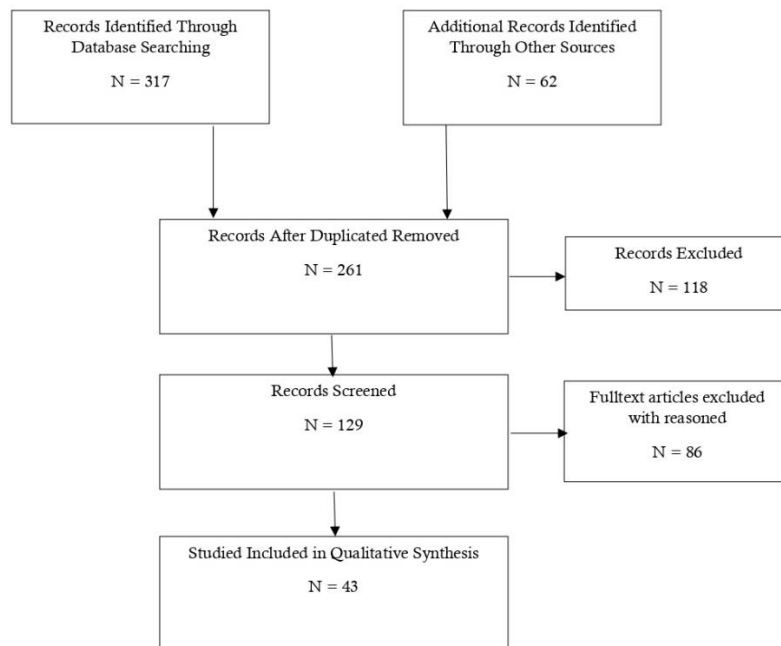 Records Identified Through
Database Searching
N = 317
Additional Records Identified
Through Other Sources
N = 62
Records After Duplicated Removed
N = 261
Records Excluded
N = 118
Records Screened
N = 129
Fulltext articles excluded
with reasoned
N = 86
Studied Included in Qualitative Synthesis
N = 43